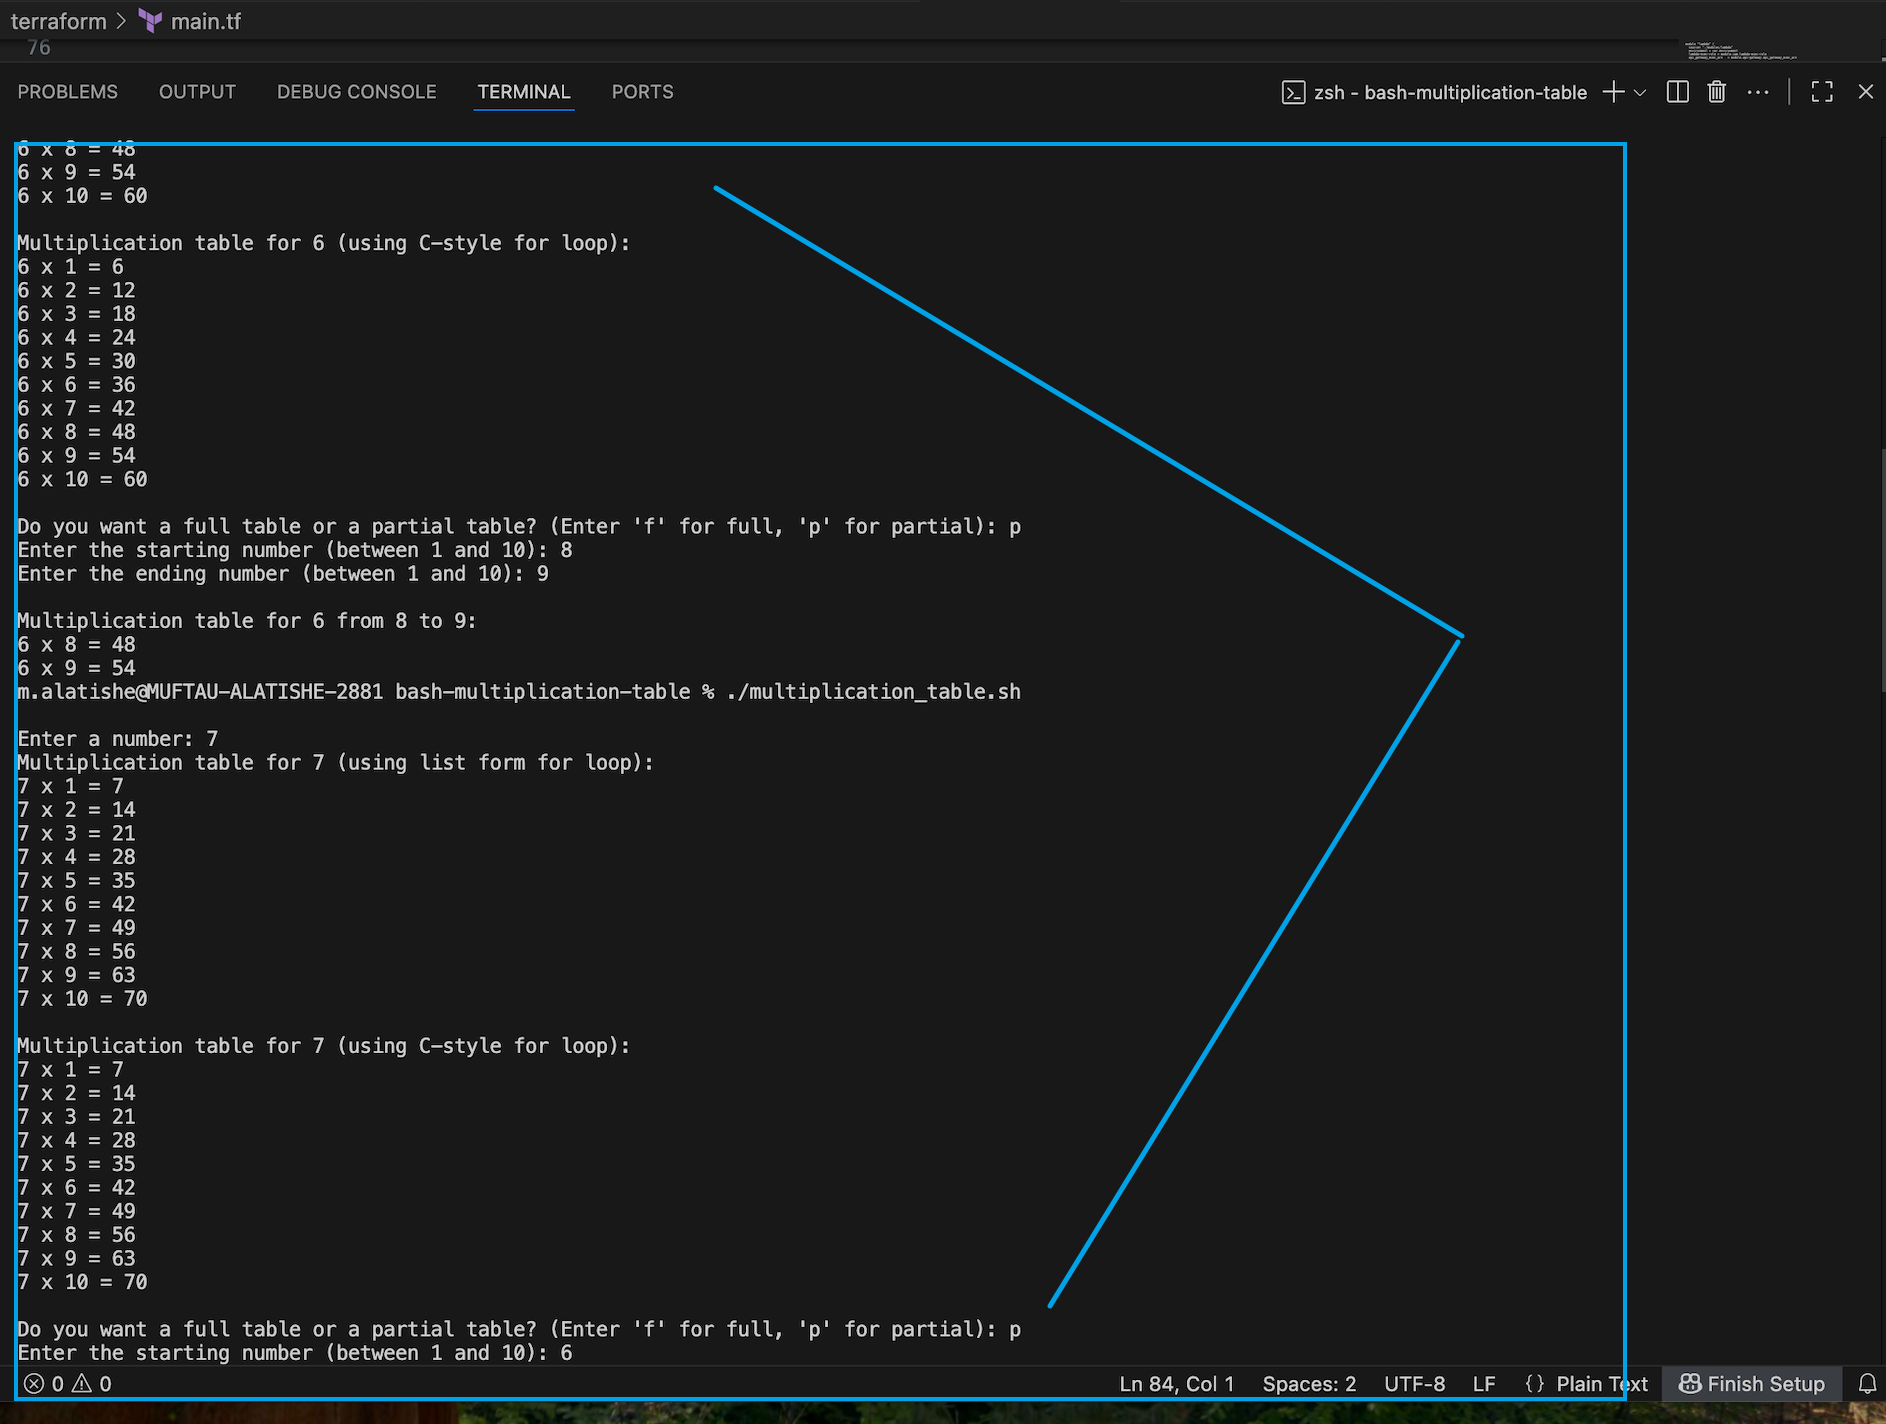 terraform > main.tf
76
PROBLEMS OUTPUT DEBUG CONSOLE TERMINAL PORTS zsh - bash-multiplication-table
6 x 8 = 48
6 x 9 = 54
6 x 10 = 60
Multiplication table for 6 (using C-style for loop):
6 x 1 = 6
6 x 2 = 12
6 x 3 = 18
6 x 4 = 24
6 x 5 = 30
6 x 6 = 36
6 x 7 = 42
6 x 8 = 48
6 x 9 = 54
6 x 10 = 60
Do you want a full table or a partial table? (Enter 'f' for full, 'p' for partial): p
Enter the starting number (between 1 and 10): 8
Enter the ending number (between 1 and 10): 9
Multiplication table for 6 from 8 to 9:
6 x 8 = 48
6 x 9 = 54
m.alatishe@MUFTAU-ALATISHE-2881 bash-multiplication-table % ./multiplication_table.sh
Enter a number: 7
Multiplication table for 7 (using list form for loop):
7 x 1 = 7
7 x 2 = 14
7 x 3 = 21
7 x 4 = 28
7 x 5 = 35
7 x 6 = 42
7 x 7 = 49
7 x 8 = 56
7 x 9 = 63
7 x 10 = 70
Multiplication table for 7 (using C-style for loop):
7 x 1 = 7
7 x 2 = 14
7 x 3 = 21
7 x 4 = 28
7 x 5 = 35
7 x 6 = 42
7 x 7 = 49
7 x 8 = 56
7 x 9 = 63
7 x 10 = 70
Do you want a full table or a partial table? (Enter 'f' for full, 'p' for partial): p
Enter the starting number (between 1 and 10): 6
0 0 Ln 84, Col 1 Spaces: 2 UTF-8 LF {} Plain Text Finish Setup